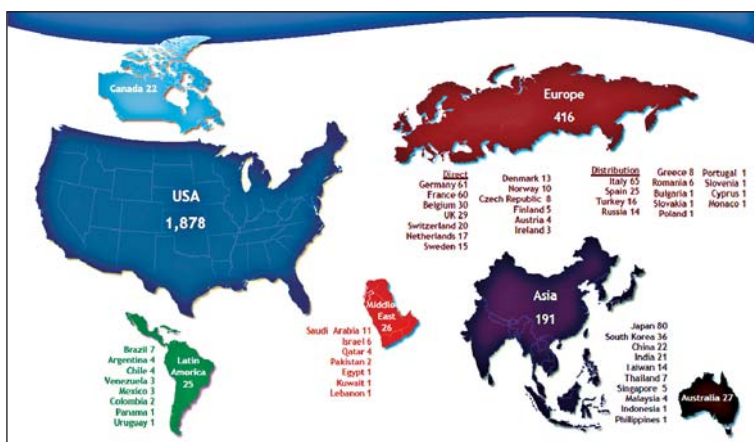 Canada 22
USA
1,878
Europe
416
Direct
Germany 61
France 60
Belgium 30
UK 29
Switzerland 20
Netherlands 17
Sweden 15
Denmark 13
Norway 10
Czech Republic 8
Finland 5
Austria 4
Ireland 3
Distribution
Italy 65
Spain 25
Turkey 16
Russia 14
Greece 8
Romania 6
Bulgaria 1
Slovakia 1
Poland 1
Portugal 1
Slovenia 1
Cyprus 1
Monaco 1
Latin
America
25
Brazil 7
Argentina 4
Chile 4
Venezuela 3
Mexico 3
Colombia 2
Panama 1
Uruguay 1
Middle
East
26
Saudi Arabia 11
Israel 6
Qatar 4
Pakistan 2
Egypt 1
Kuwait 1
Lebanon 1
Asia
191
Japan 80
South Korea 36
China 22
India 21
Taiwan 14
Thailand 7
Singapore 5
Malaysia 4
Indonesia 1
Philippines 1
Australia 27